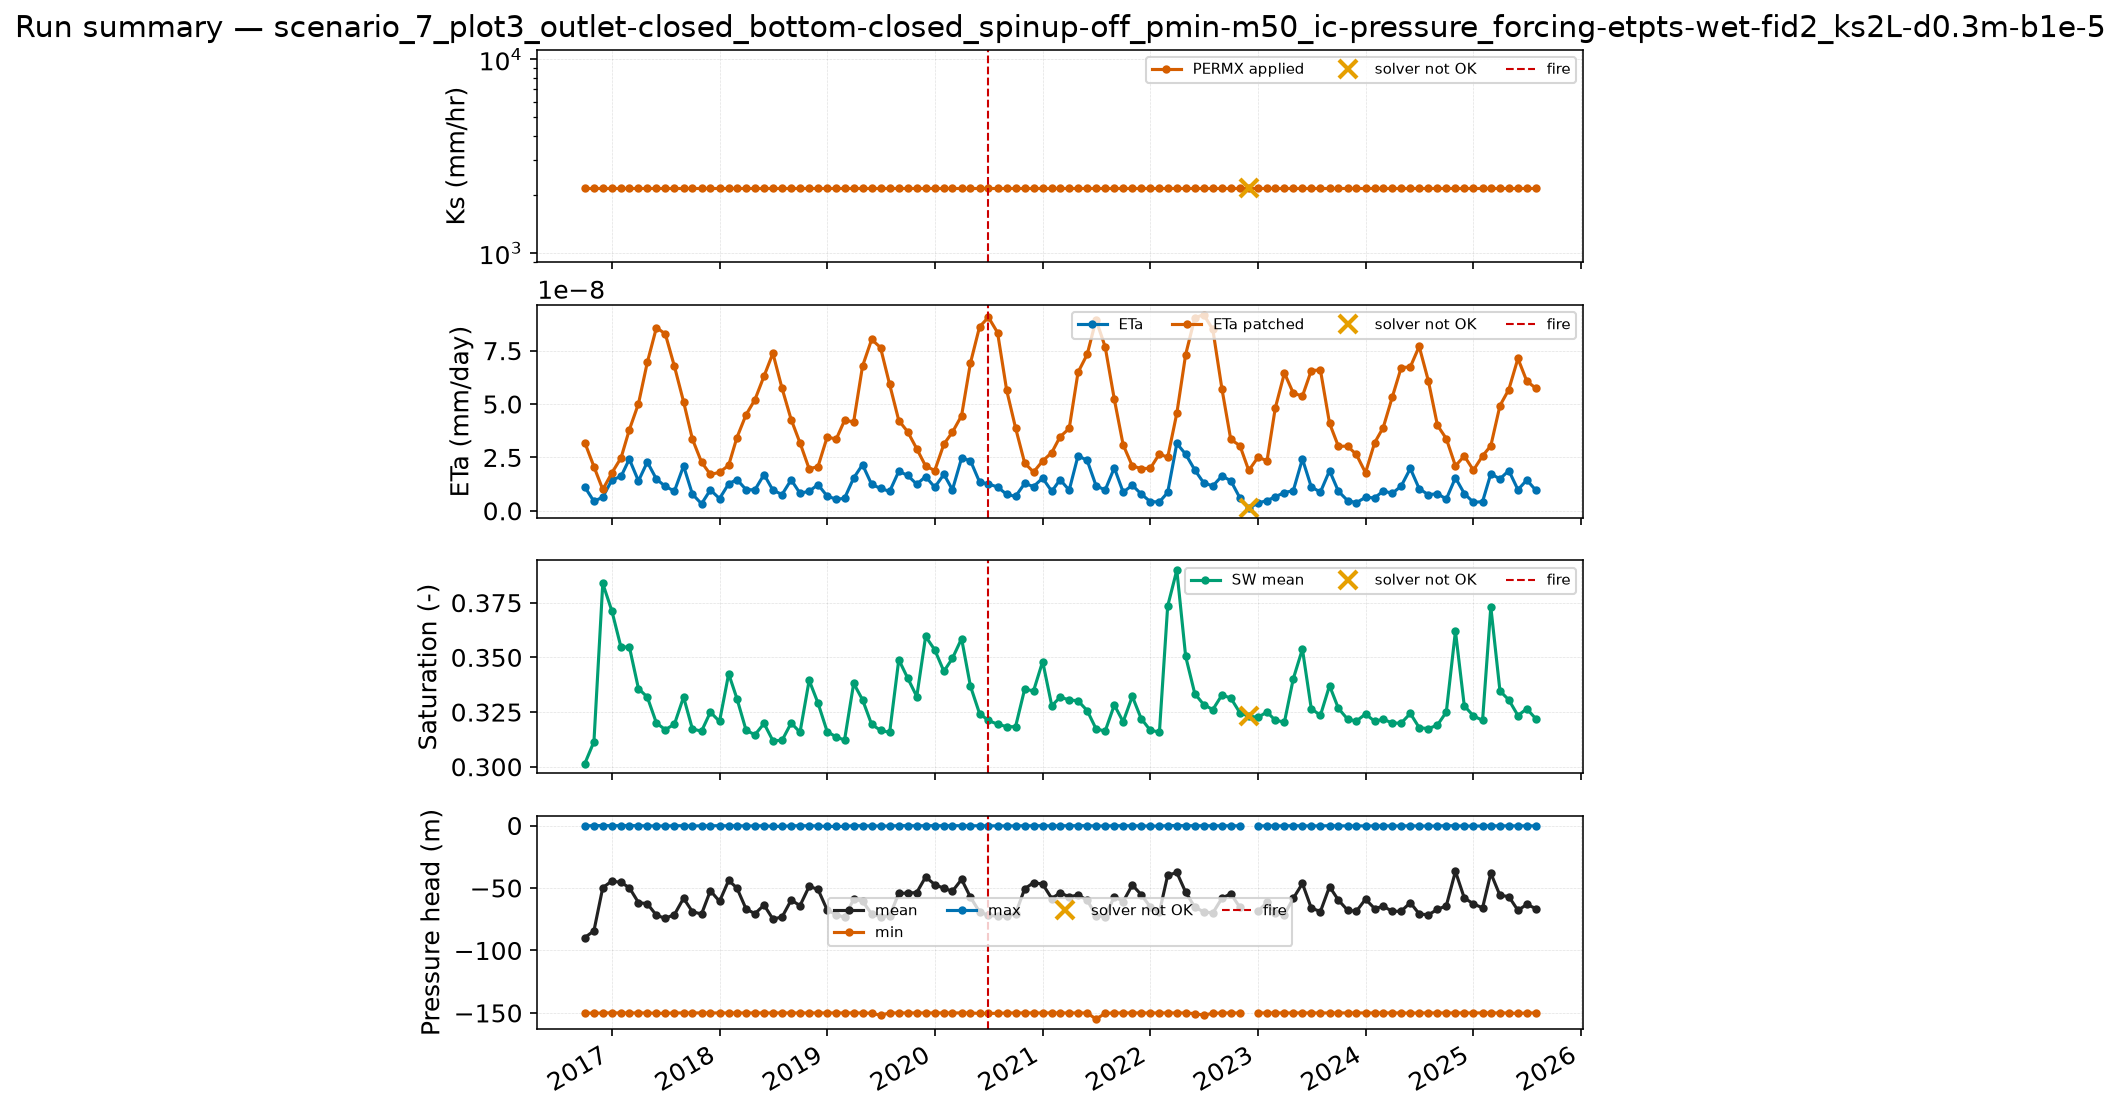 Run summary — scenario_7_plot3_outlet-closed_bottom-closed_spinup-off_pmin-m50_ic-pressure_forcing-etpts-wet-fid2_ks2L-d0.3m-b1e-5
Ks (mm/hr)
10⁴
10³
PERMX applied
solver not OK
fire
1e−8
ETa (mm/day)
7.5
5.0
2.5
0.0
ETa
ETa patched
solver not OK
fire
Saturation (-)
0.375
0.350
0.325
0.300
SW mean
solver not OK
fire
Pressure head (m)
0
−50
−100
−150
mean
max
solver not OK
fire
min
2017
2018
2019
2020
2021
2022
2023
2024
2025
2026